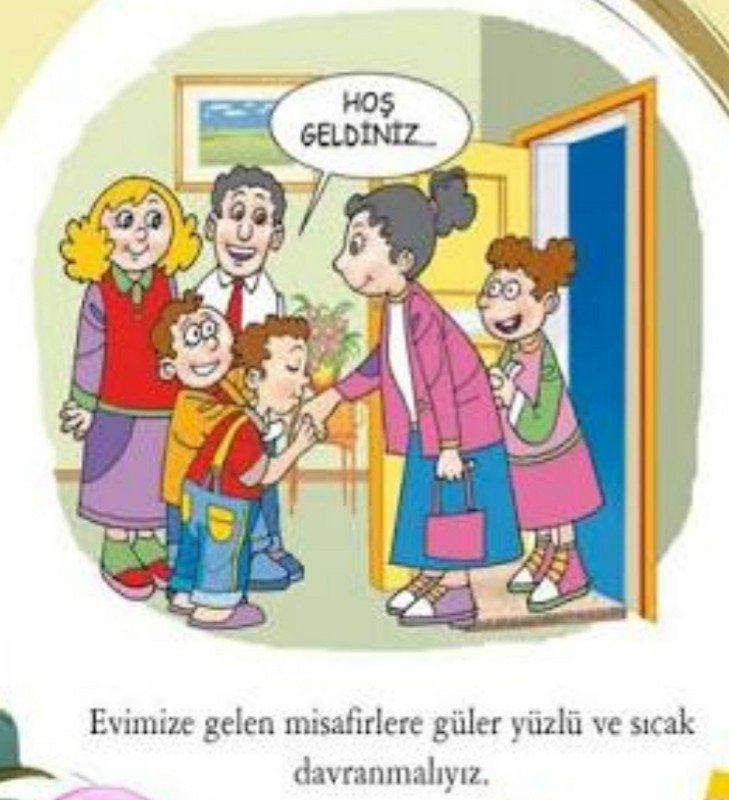 HOŞ
GELDİNİZ...
Evimize gelen misafirlere güler yüzlü ve sıcak
davranmalıyız.